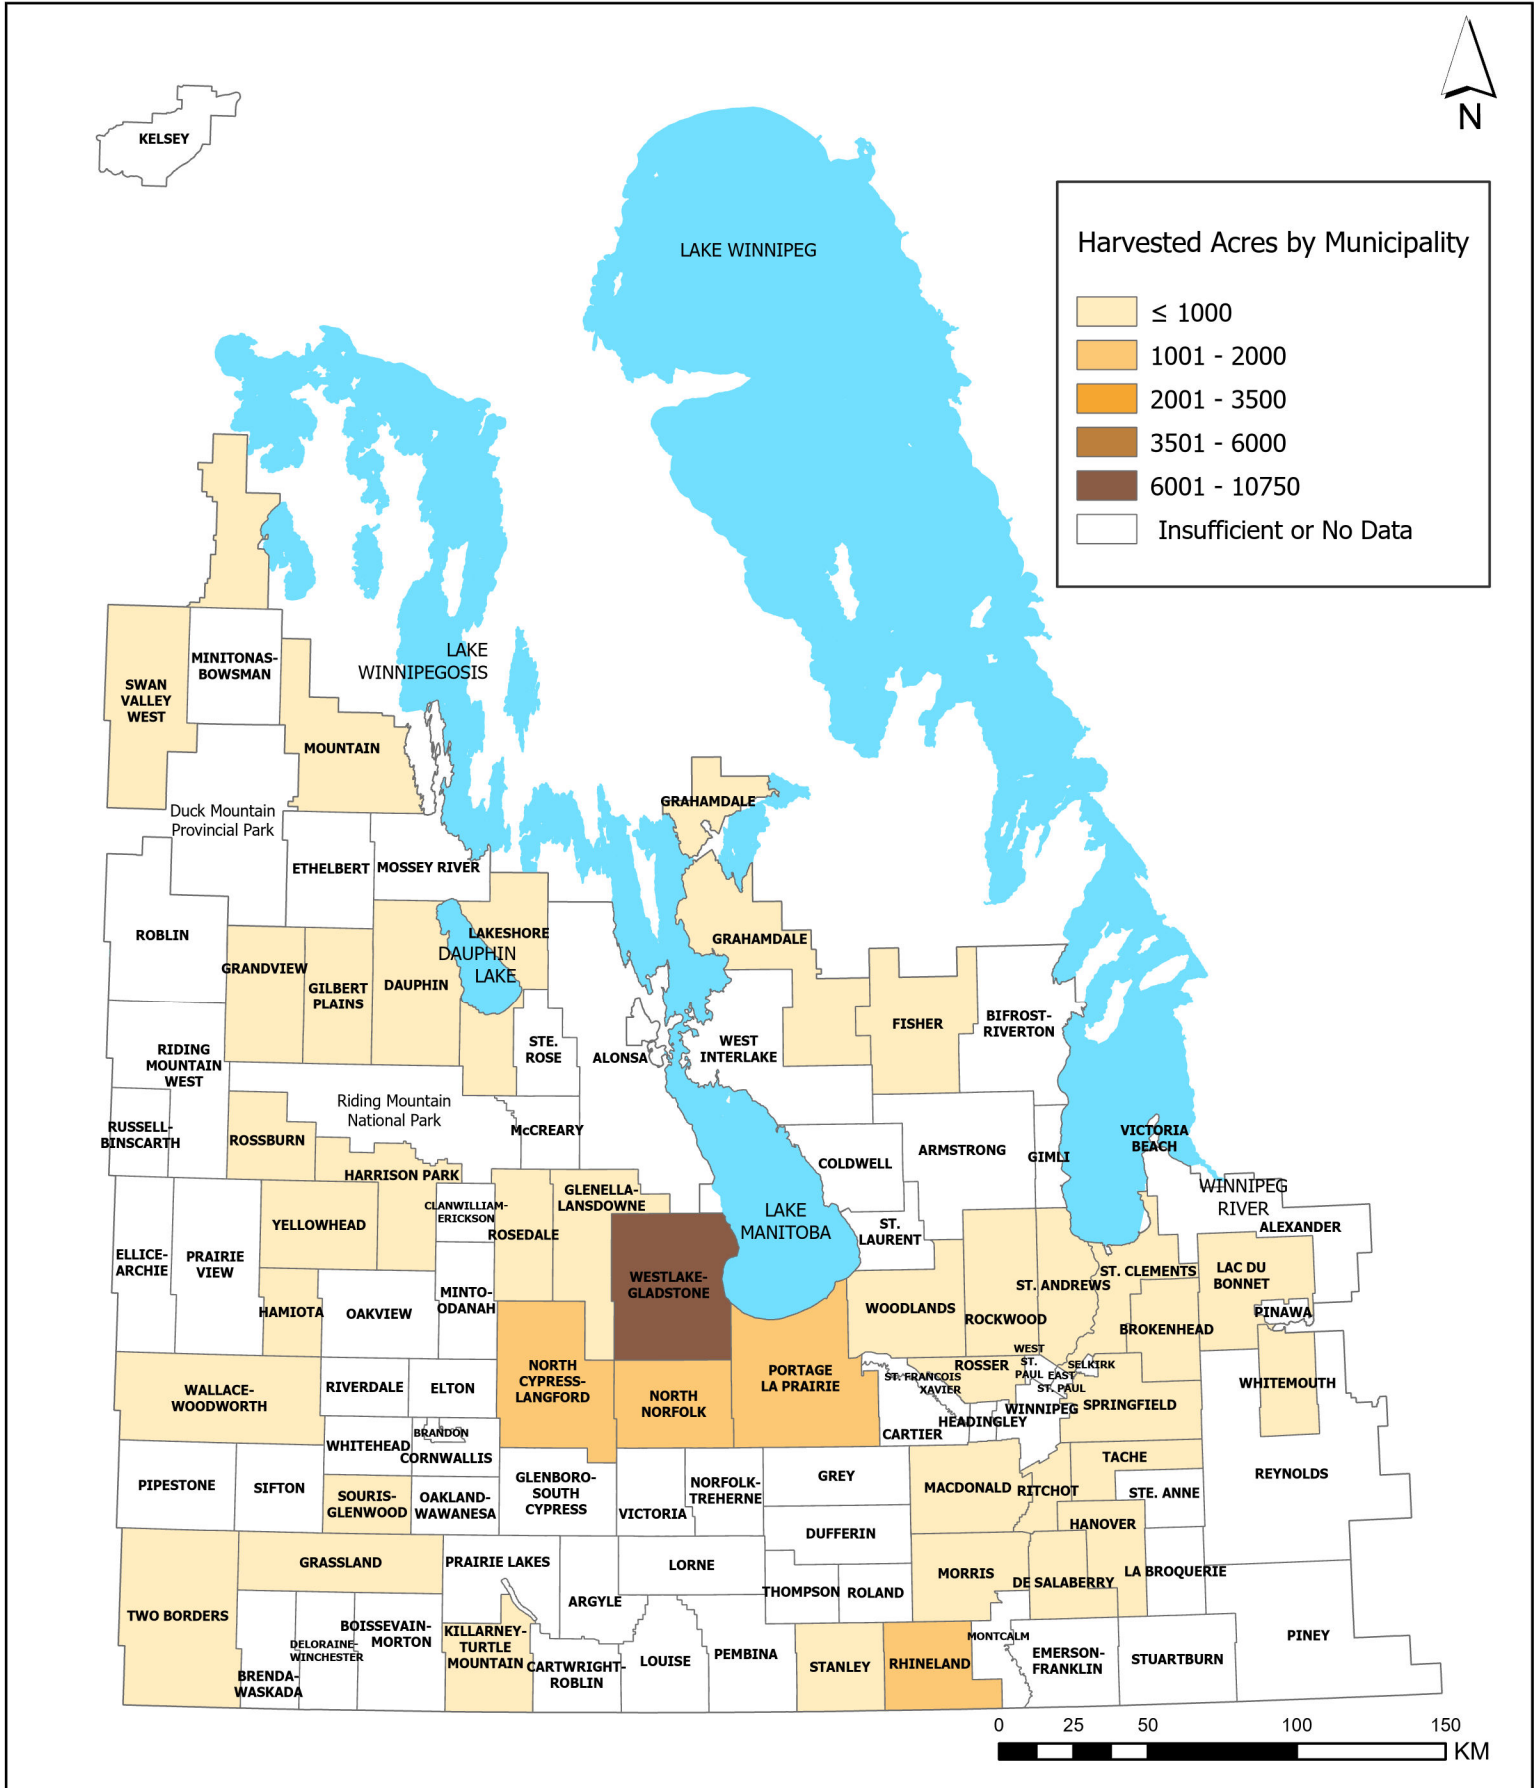 N
KELSEY
LAKE WINNIPEG
Harvested Acres by Municipality
≤ 1000
1001 - 2000
2001 - 3500
3501 - 6000
6001 - 10750
Insufficient or No Data
LAKE
WINNIPEGOSIS
MINITONAS-
BOWSMAN
SWAN
VALLEY
WEST
MOUNTAIN
Duck Mountain
Provincial Park
GRAHAMDALE
ETHELBERT
MOSSEY RIVER
ROBLIN
LAKESHORE
DAUPHIN
LAKE
GRANDVIEW
GILBERT
PLAINS
DAUPHIN
GRAHAMDALE
FISHER
BIFROST-
RIVERTON
STE.
ROSE
ALONSA
WEST
INTERLAKE
RIDING
MOUNTAIN
WEST
Riding Mountain
National Park
RUSSELL-
BINSCARTH
ROSSBURN
McCREARY
HARRISON PARK
COLDWELL
ARMSTRONG
GIMLI
VICTORIA
BEACH
WINNIPEG
RIVER
ALEXANDER
GLENELLA-
LANSDOWNE
CLANWILLIAM-
ERICKSON
ROSEDALE
YELLOWHEAD
LAKE
MANITOBA
ST.
LAURENT
ELLICE-
ARCHIE
PRAIRIE
VIEW
MINTO-
ODANAH
WESTLAKE-
GLADSTONE
HAMIOTA
OAKVIEW
WOODLANDS
ROCKWOOD
ST. ANDREWS
ST. CLEMENTS
LAC DU
BONNET
PINAWA
BROKENHEAD
WALLACE-
WOODWORTH
RIVERDALE
ELTON
NORTH
CYPRESS-
LANGFORD
NORTH
NORFOLK
PORTAGE
LA PRAIRIE
ST. FRANCOIS
XAVIER
ROSSER
WEST
ST.
PAUL
EAST
ST. PAUL
SELKIRK
WHITEMOUTH
SPRINGFIELD
WINNIPEG
HEADINGLEY
CARTIER
WHITEHEAD
BRANDON
CORNWALLIS
PIPESTONE
SIFTON
SOURIS-
GLENWOOD
OAKLAND-
WAWANESA
GLENBORO-
SOUTH
CYPRESS
VICTORIA
NORFOLK-
TREHERNE
GREY
MACDONALD
RITCHOT
TACHE
STE. ANNE
REYNOLDS
DUFFERIN
HANOVER
GRASSLAND
PRAIRIE LAKES
LORNE
THOMPSON
ROLAND
MORRIS
DE SALABERRY
LA BROQUERIE
TWO BORDERS
ARGYLE
BOISSEVAIN-
MORTON
DELORAINE-
WINCHESTER
BRENDA-
WASKADA
KILLARNEY-
TURTLE
MOUNTAIN
CARTWRIGHT-
ROBLIN
LOUISE
PEMBINA
STANLEY
RHINELAND
MONTCALM
EMERSON-
FRANKLIN
STUARTBURN
PINEY
0 25 50 100 150
KM